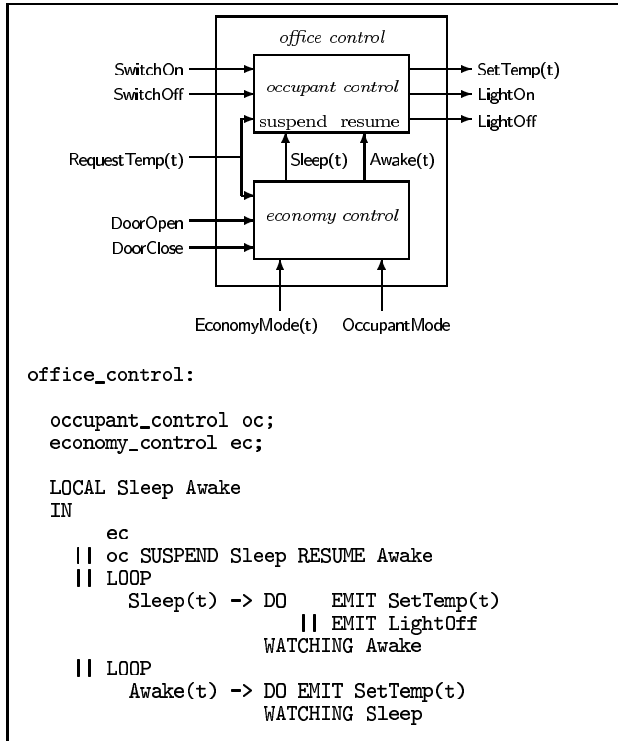 office control
SwitchOn
SetTemp(t)
SwitchOff
occupant control
LightOn
suspend resume
LightOff
RequestTemp(t)
Sleep(t)
Awake(t)
economy control
DoorOpen
DoorClose
EconomyMode(t)
OccupantMode
office_control:
occupant_control oc;
economy_control ec;
LOCAL Sleep Awake
IN
ec
|| oc SUSPEND Sleep RESUME Awake
|| LOOP
Sleep(t) -> DO EMIT SetTemp(t)
|| EMIT LightOff
WATCHING Awake
|| LOOP
Awake(t) -> DO EMIT SetTemp(t)
WATCHING Sleep